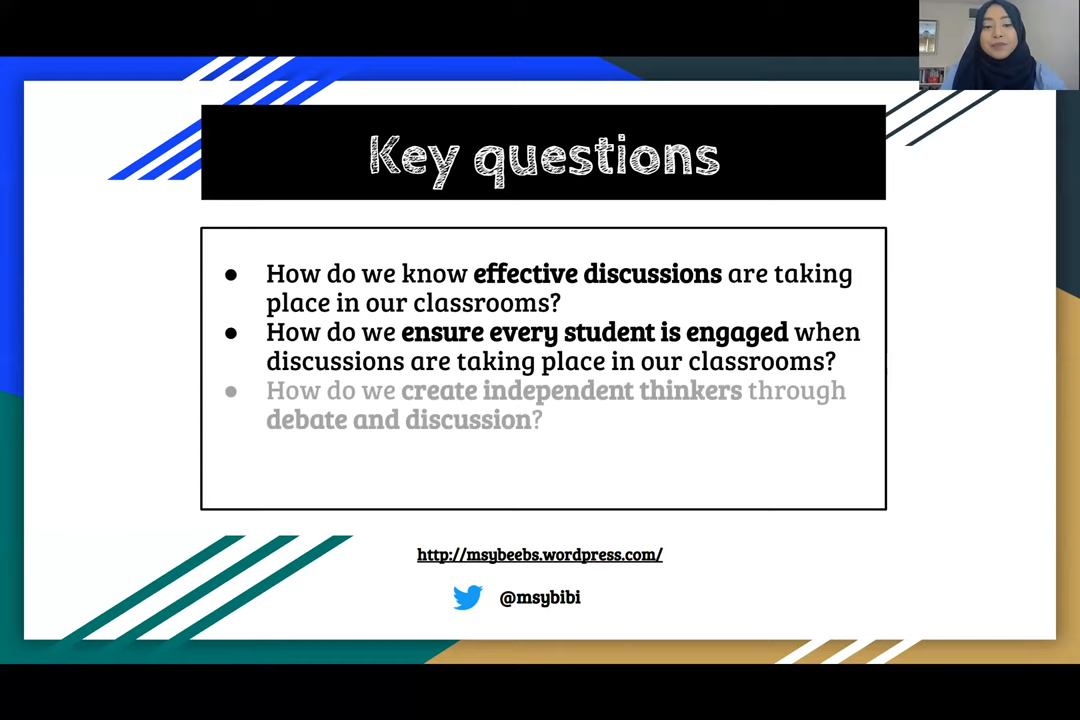 Key questions
● How do we know effective discussions are taking
place in our classrooms?
● How do we ensure every student is engaged when
discussions are taking place in our classrooms?
● How do we create independent thinkers through
debate and discussion?
http://msybeebs.wordpress.com/
@msybibi